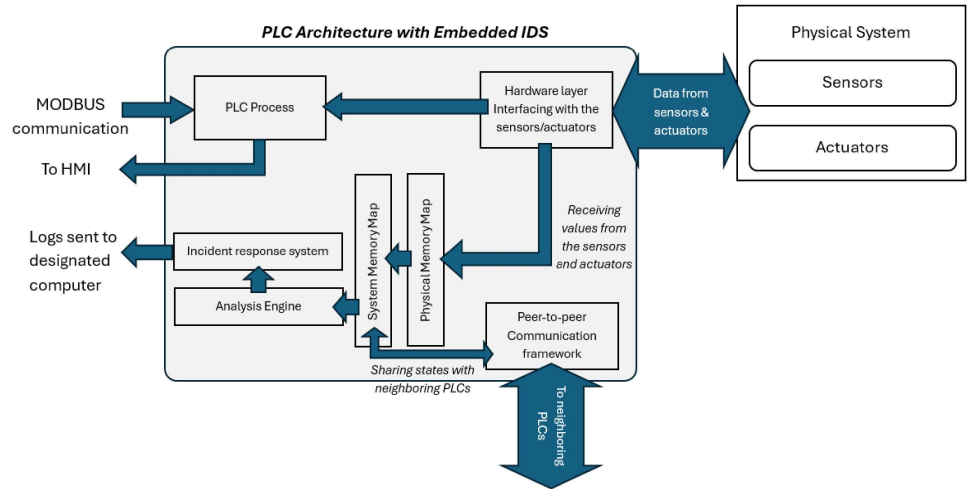 PLC Architecture with Embedded IDS
Physical System
Sensors
Actuators
Data from
sensors &
actuators
Hardware layer
Interfacing with the
sensors/actuators
PLC Process
MODBUS
communication
To HMI
Receiving
values from
the sensors
and actuators
Physical Memory Map
System Memory Map
Logs sent to
designated
computer
Incident response system
Analysis Engine
Peer-to-peer
Communication
framework
Sharing states with
neighboring PLCs
To neighboring
PLCs